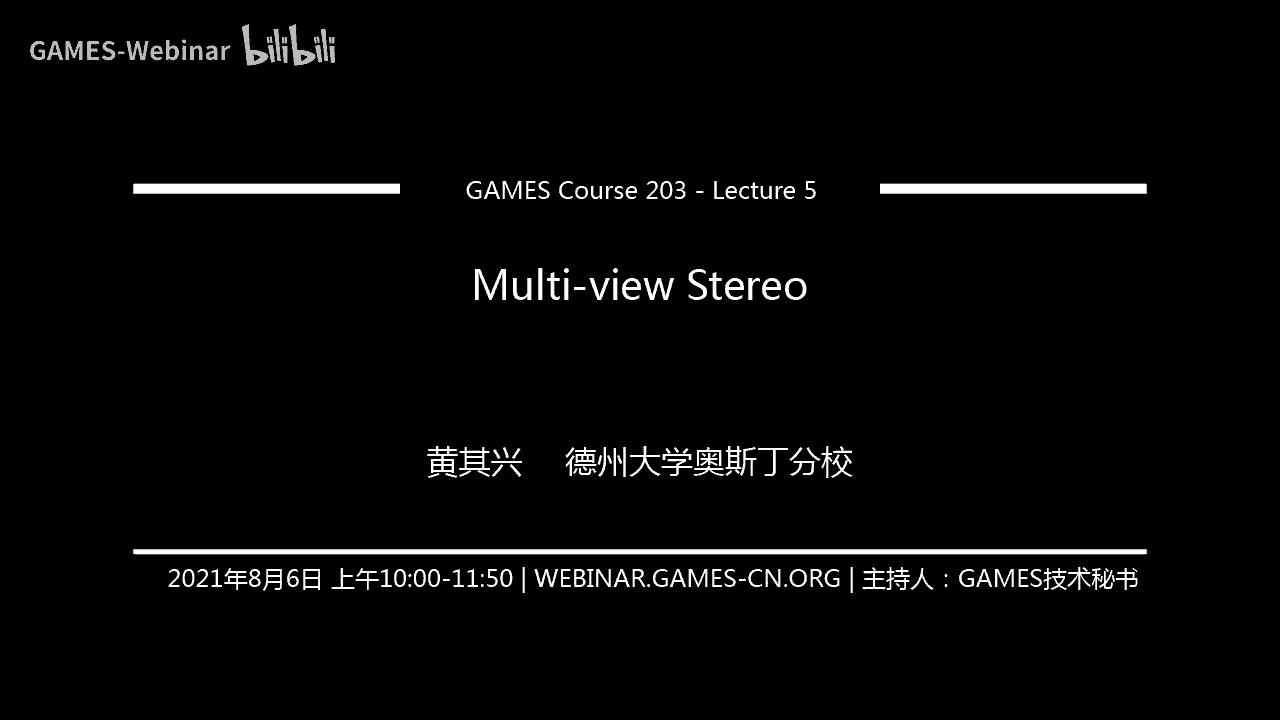 GAMES-Webinar bilibili
GAMES Course 203 - Lecture 5
Multi-view Stereo
黄其兴 德州大学奥斯丁分校
2021年8月6日 上午10:00-11:50 | WEBINAR.GAMES-CN.ORG | 主持人：GAMES技术秘书